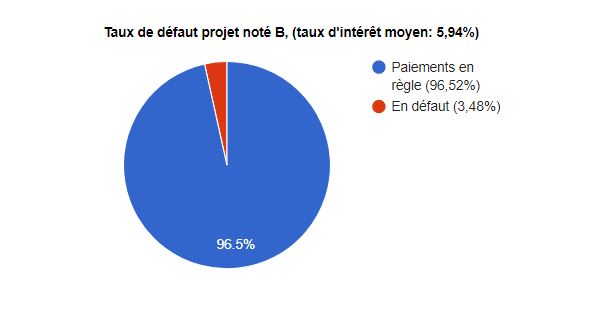 Taux de défaut projet noté B, (taux d'intérêt moyen: 5,94%)
Paiements en
règle (96,52%)
En défaut (3,48%)
96.5%